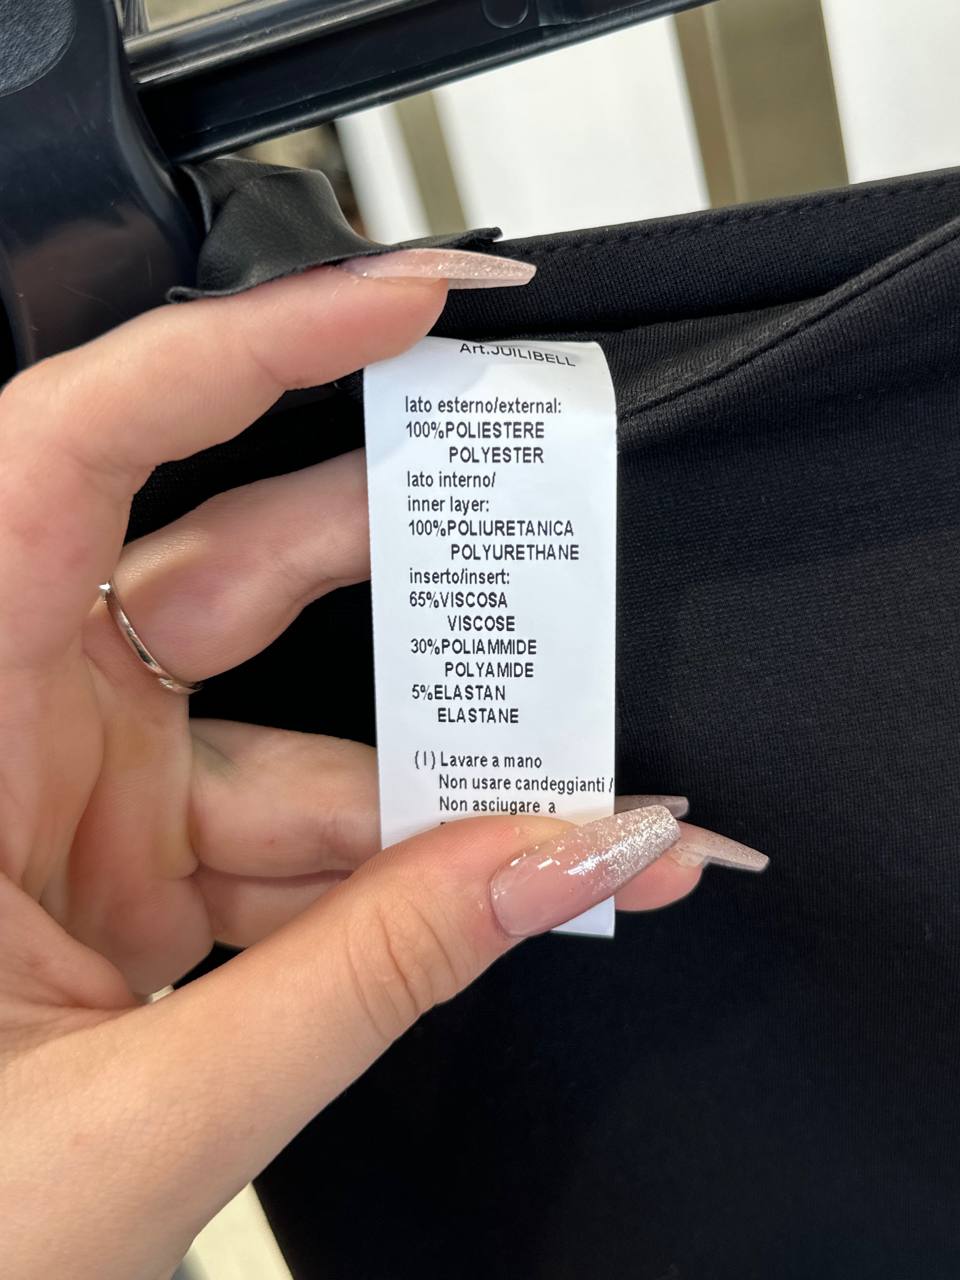 Art.JUILIBELL
lato esterno/external:
100%POLIESTERE
POLYESTER
lato interno/
inner layer:
100%POLIURETANICA
POLYURETHANE
inserto/insert:
65%VISCOSA
VISCOSE
30%POLIAMMIDE
POLYAMIDE
5%ELASTAN
ELASTANE
(I) Lavare a mano
Non usare candeggianti /
Non asciugare a